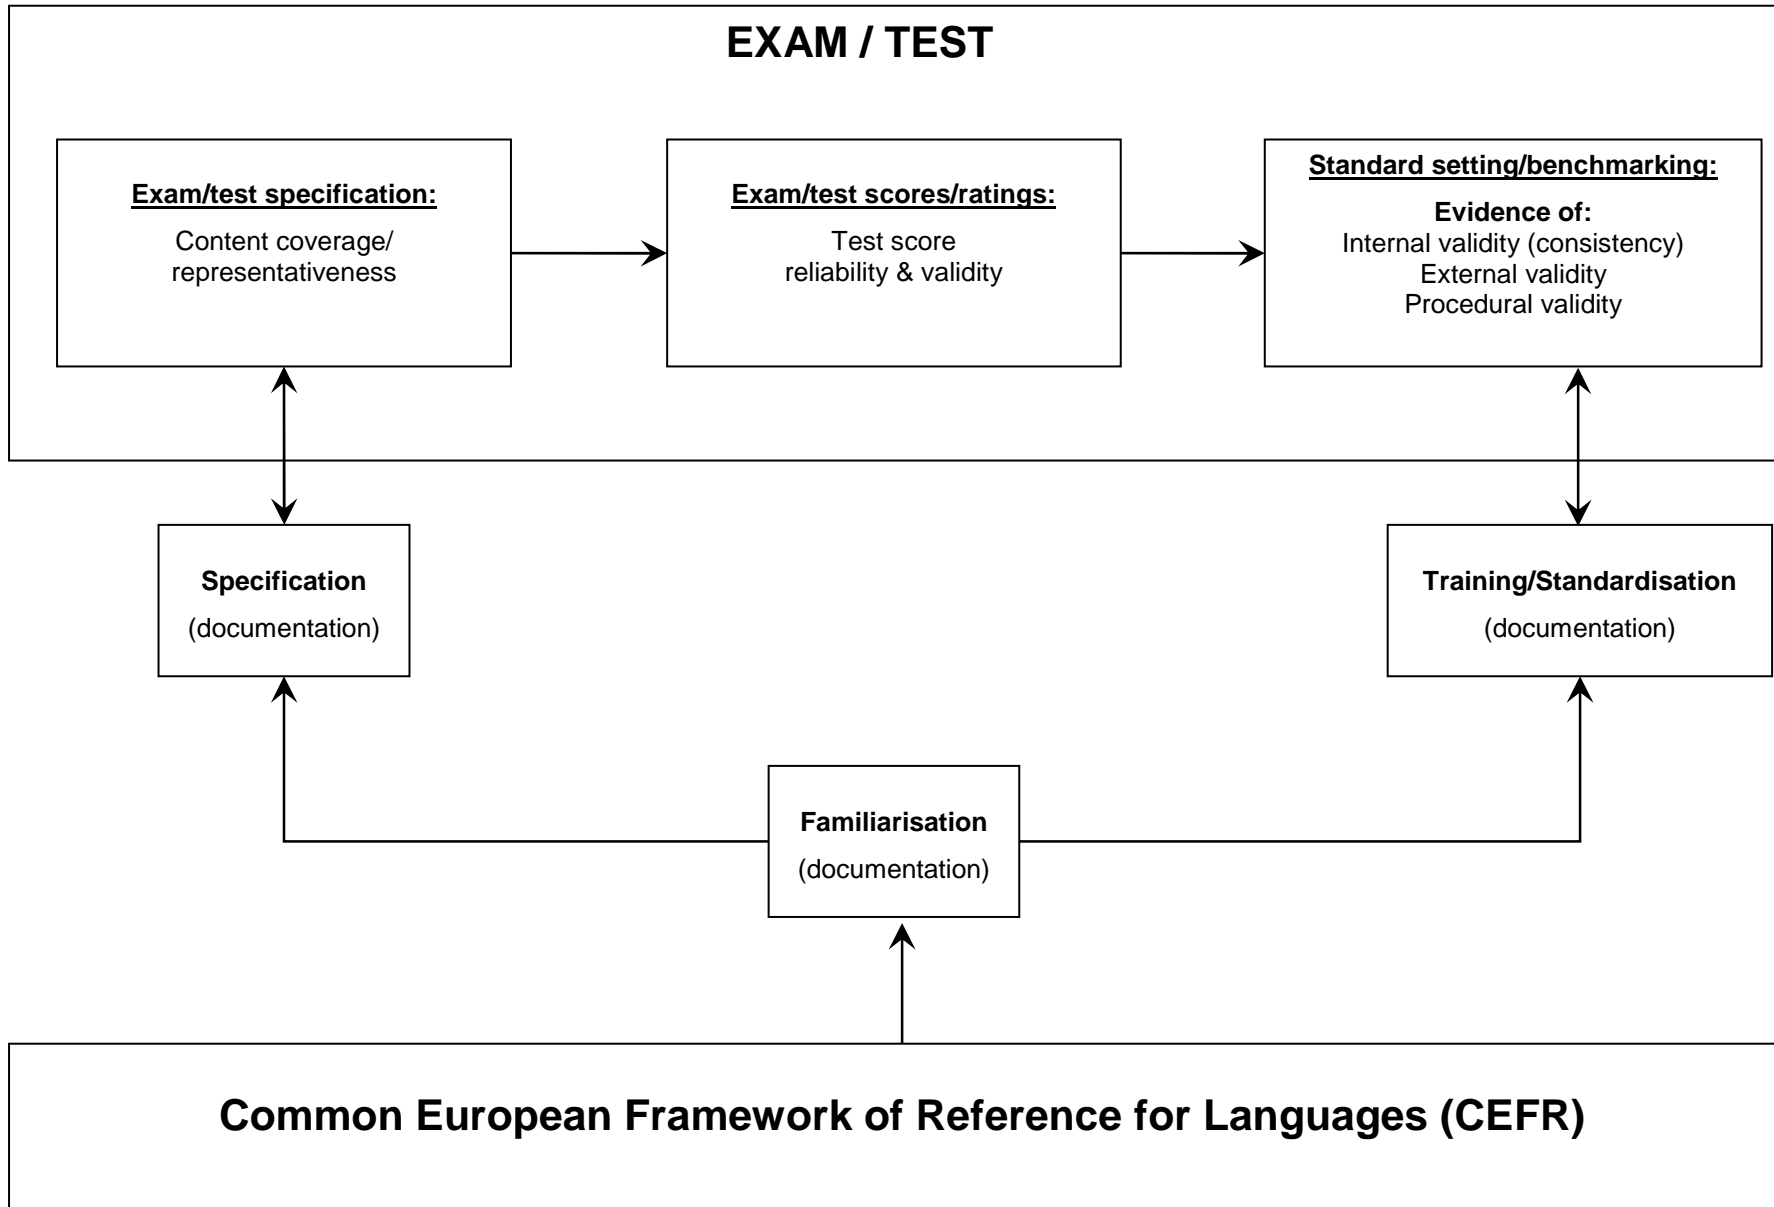 EXAM / TEST
Exam/test specification:
Content coverage/
representativeness
Exam/test scores/ratings:
Test score
reliability & validity
Standard setting/benchmarking:
Evidence of:
Internal validity (consistency)
External validity
Procedural validity
Specification
(documentation)
Training/Standardisation
(documentation)
Familiarisation
(documentation)
Common European Framework of Reference for Languages (CEFR)